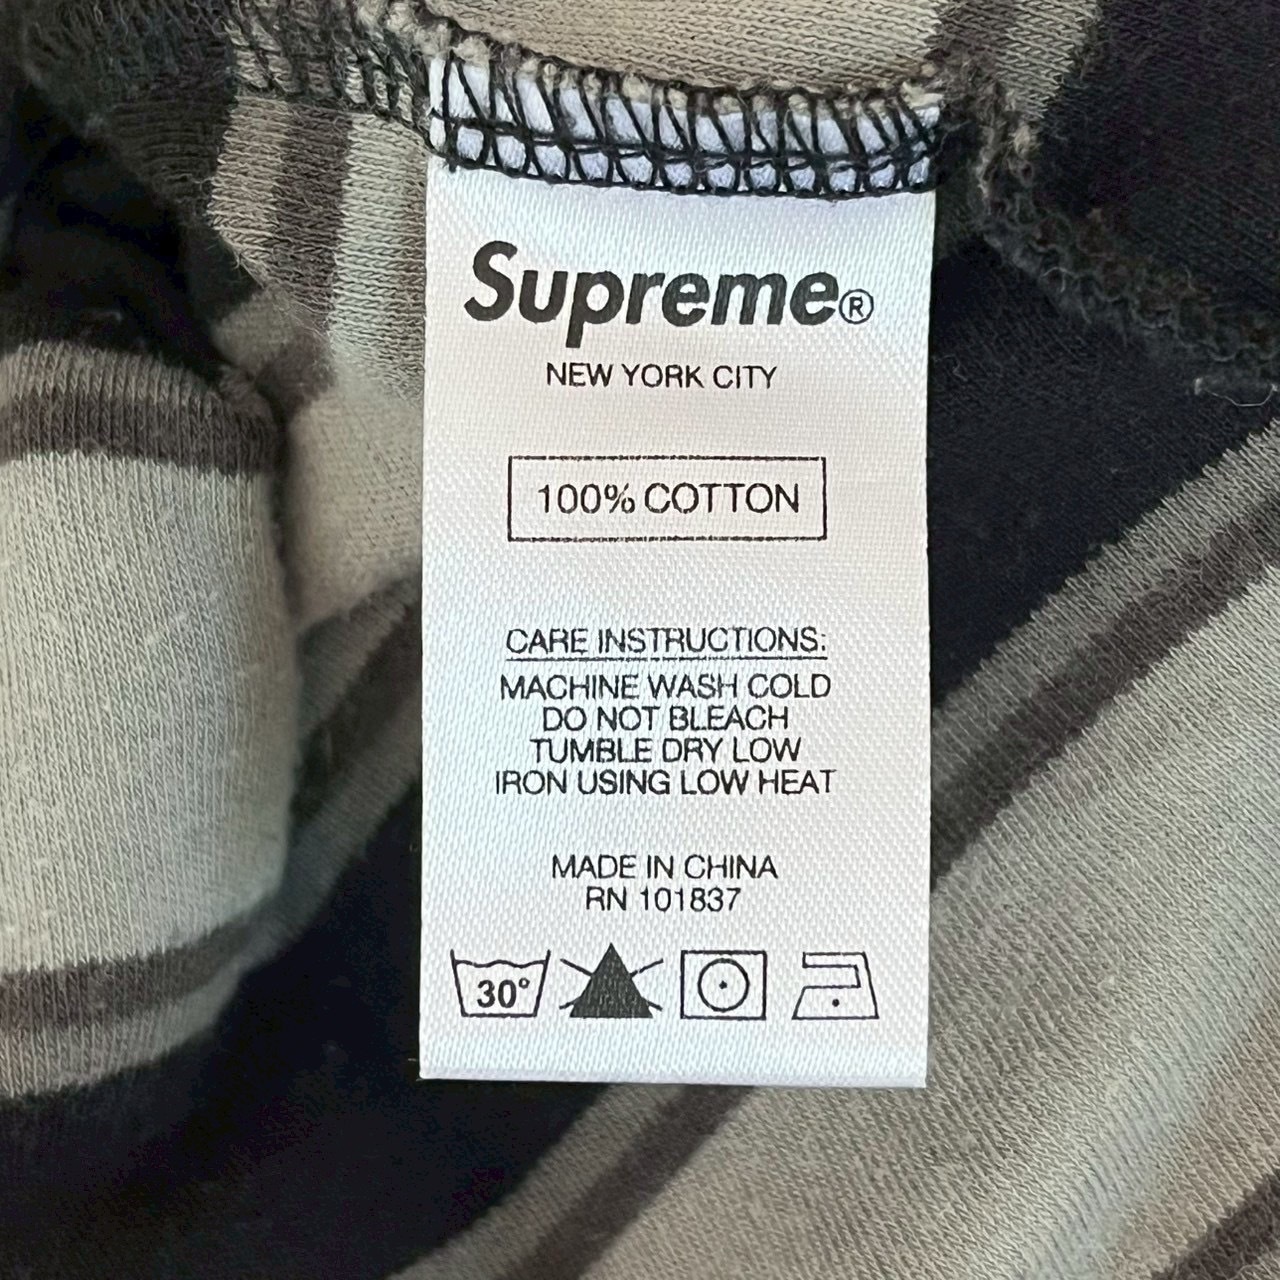 Supreme®
NEW YORK CITY
100% COTTON
CARE INSTRUCTIONS:
MACHINE WASH COLD
DO NOT BLEACH
TUMBLE DRY LOW
IRON USING LOW HEAT
MADE IN CHINA
RN 101837
30°